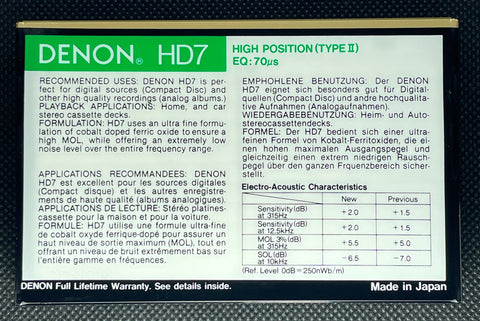 DENON® HD7
HIGH POSITION (TYPE II)
EQ: 70μs
RECOMMENDED USES: DENON HD7 is per-
fect for digital sources (Compact Disc) and
other high quality recordings (analog albums.)
PLAYBACK APPLICATIONS: Home, and car
stereo cassette decks.
FORMULATION: HD7 uses an ultra fine formu-
lation of cobalt doped ferric oxide to ensure a
high MOL, while offering an extremely low
noise level over the entire frequency range.
APPLICATIONS RECOMMANDEES: DENON
HD7 est excellent pour les sources digitales
(Compact disque) et les autres enregistre-
ments de haute qualité (albums analogiques).
APPLICATIONS DE LECTURE: Stéréo platines-
cassette pour la maison et pour la voiture.
FORMULE: HD7 utilise une formule ultra-fine
de cobalt oxyde ferrique-dopé pour assurer un
haut niveau de sortie maximum (MOL), tout en
offrant un niveau de bruit extrêmement bas sur
l'entière gamme en fréquences.
EMPFOHLENE BENUTZUNG: Der DENON
HD7 eignet sich besonders gut für Digital-
quellen (Compact Disc) und andre hochqualita-
tive Aufnahmen (Analogaufnahmen).
WIEDERGABEBENUTZUNG: Heim- und Auto-
stereocassettendecks.
FORMEL: Der HD7 bedient sich einer ultra-
feinen Formel von Kobalt-Ferritoxiden, die ei-
nen hohen maximalen Ausgangspegel und
gleichzeitig einen extrem niedrigen Rausch-
pegel über den ganzen Frquenzbereich sicher-
stellt.
Electro-Acoustic Characteristics
New Previous
Sensitivity (dB)
at 315Hz +2.0 +1.5
Sensitivity (dB)
at 12.5kHz +2.0 +1.5
MOL 3% (dB)
at 315Hz +5.5 +5.0
SOL (dB)
at 10kHz −6.5 −7.0
(Ref. Level 0dB = 250nWb/m)
DENON Full Lifetime Warranty. See details inside.
Made in Japan